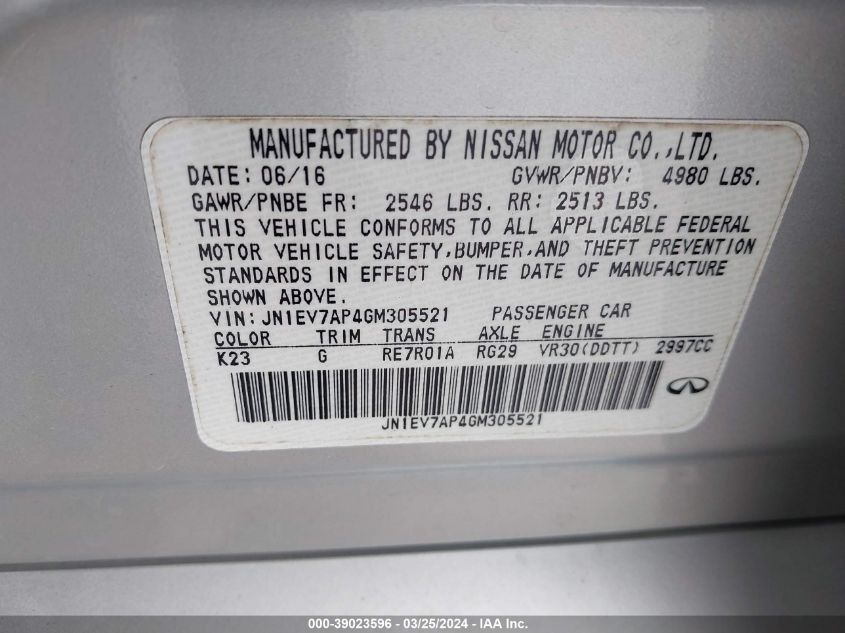 MANUFACTURED BY NISSAN MOTOR CO.,LTD.
DATE: 06/16 GVWR/PNBV: 4980 LBS.
GAWR/PNBE FR: 2546 LBS. RR: 2513 LBS.
THIS VEHICLE CONFORMS TO ALL APPLICABLE FEDERAL
MOTOR VEHICLE SAFETY,BUMPER,AND THEFT PREVENTION
STANDARDS IN EFFECT ON THE DATE OF MANUFACTURE
SHOWN ABOVE.
VIN: JN1EV7AP4GM305521 PASSENGER CAR
COLOR TRIM TRANS AXLE ENGINE
K23 G RE7R01A RG29 VR30(DDTT) 2997CC
JN1EV7AP4GM305521
000-39023596 - 03/25/2024 - IAA Inc.